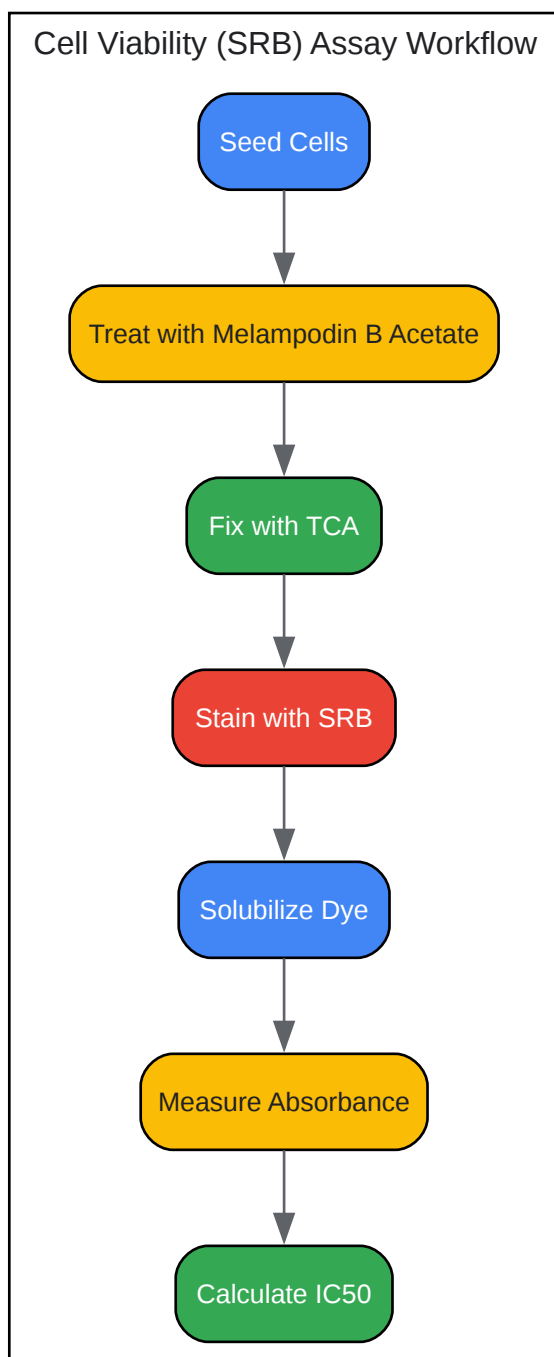 Cell Viability (SRB) Assay Workflow
Seed Cells
Treat with Melampodin B Acetate
Fix with TCA
Stain with SRB
Solubilize Dye
Measure Absorbance
Calculate IC50